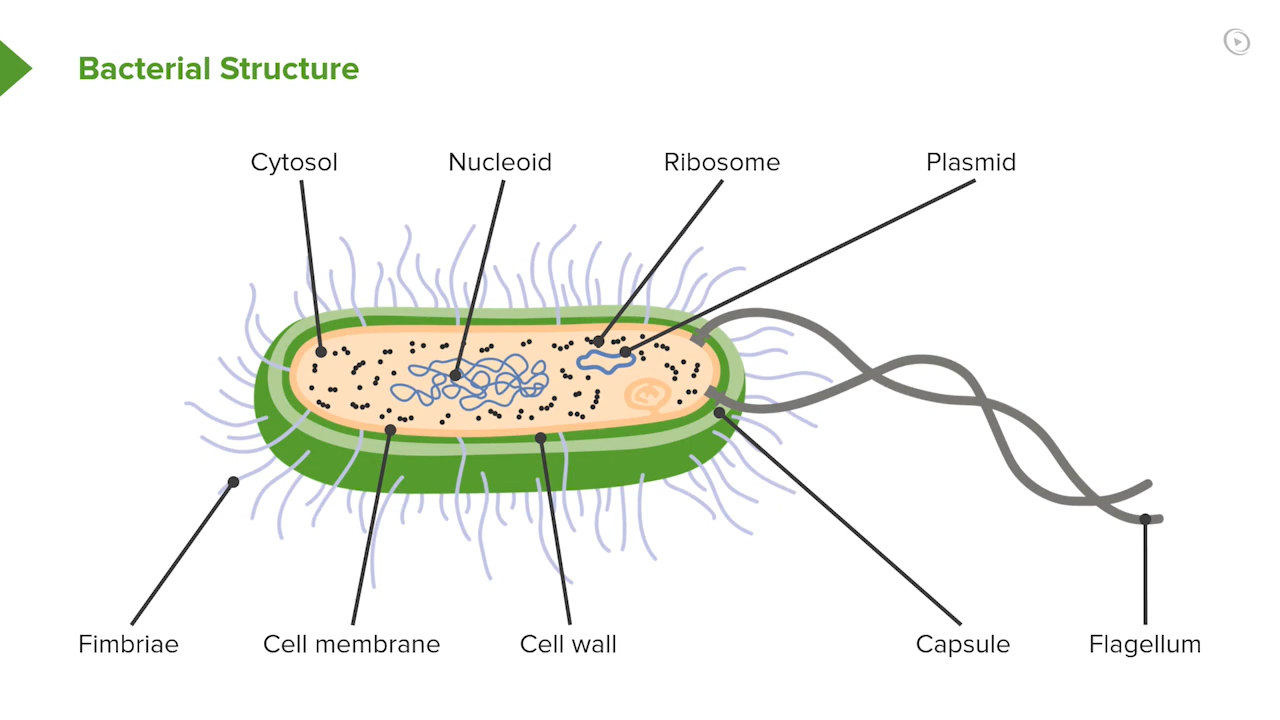 Bacterial Structure
Cytosol
Nucleoid
Ribosome
Plasmid
Fimbriae
Cell membrane
Cell wall
Capsule
Flagellum